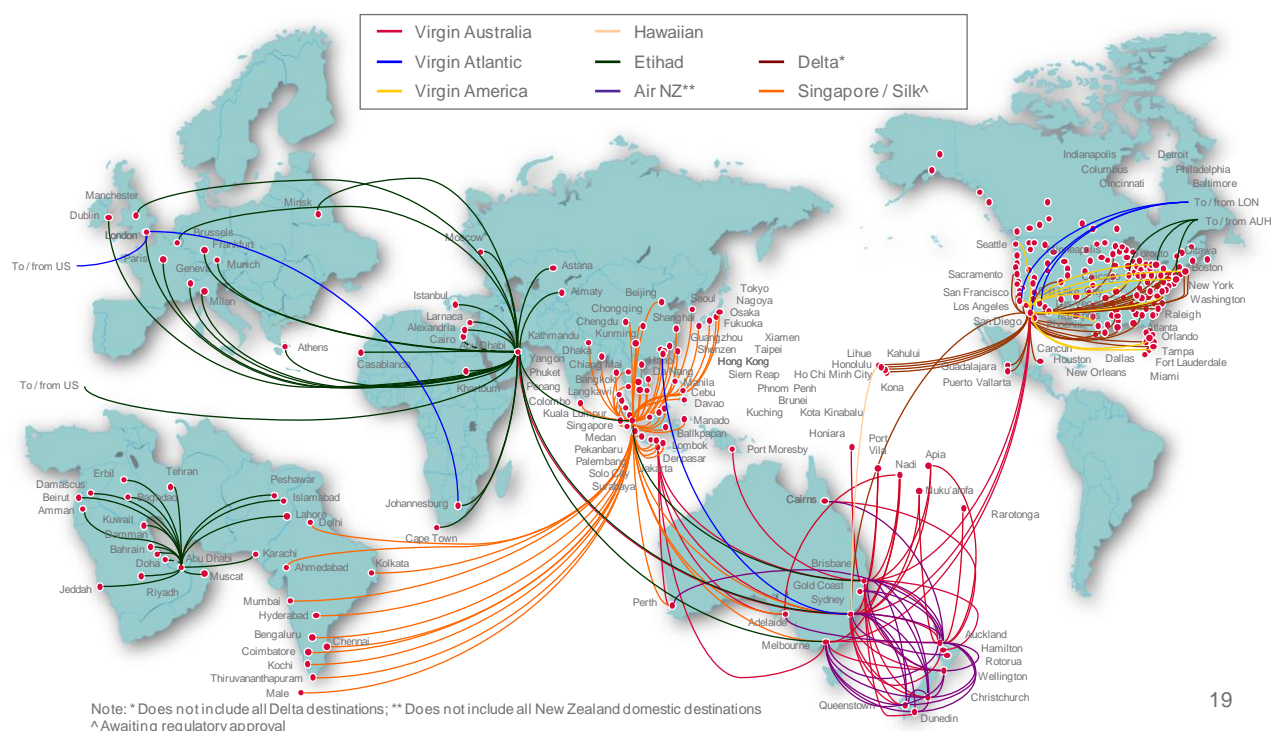 Virgin Australia
Virgin Atlantic
Virgin America
Hawaiian
Etihad
Air NZ**
Delta*
Singapore / Silk^
Manchester
Dublin
London
To / from US
Paris
Brussels
Frankfurt
Geneva
Munich
Milan
Minsk
Moscow
Astana
Almaty
Istanbul
Larnaca
Alexandria
Cairo
Abu Dhabi
Athens
Casablanca
Khartoum
To / from US
Johannesburg
Cape Town
Erbil
Tehran
Damascus
Beirut
Baghdad
Amman
Peshawar
Islamabad
Lahore
Delhi
Kuwait
Damman
Bahrain
Doha
Abu Dhabi
Karachi
Muscat
Riyadh
Jeddah
Ahmedabad
Kolkata
Mumbai
Hyderabad
Bengaluru
Chennai
Coimbatore
Kochi
Thiruvananthapuram
Male
Beijing
Chongqing
Chengdu
Kunming
Kathmandu
Dhaka
Yangon
Chiang Mai
Phuket
Bangkok
Penang
Langkawi
Colombo
Kuala Lumpur
Singapore
Medan
Pekanbaru
Palembang
Solo City
Surabaya
Jakarta
Seoul
Shanghai
Tokyo
Nagoya
Osaka
Fukuoka
Guangzhou
Shenzen
Hong Kong
Xiamen
Taipei
Siem Reap
Hanoi
Da Nang
Ho Chi Minh City
Phnom Penh
Brunei
Kuching
Kota Kinabalu
Manila
Cebu
Davao
Manado
Balikpapan
Lombok
Denpasar
Port Moresby
Honiara
Port
Vila
Nadi
Apia
Nuku'alofa
Rarotonga
Cairns
Brisbane
Gold Coast
Sydney
Perth
Adelaide
Melbourne
Auckland
Hamilton
Rotorua
Wellington
Christchurch
Queenstown
Dunedin
Lihue
Kahului
Honolulu
Kona
Indianapolis
Detroit
Columbus
Philadelphia
Cincinnati
Baltimore
To / from LON
To / from AUH
Seattle
Minneapolis
Toronto
Ottawa
Boston
Sacramento
San Francisco
Los Angeles
San Diego
New York
Washington
Raleigh
Atlanta
Orlando
Tampa
Fort Lauderdale
Miami
Cancun
Houston
Dallas
New Orleans
Guadalajara
Puerto Vallarta
Note: * Does not include all Delta destinations; ** Does not include all New Zealand domestic destinations
^ Awaiting regulatory approval
19